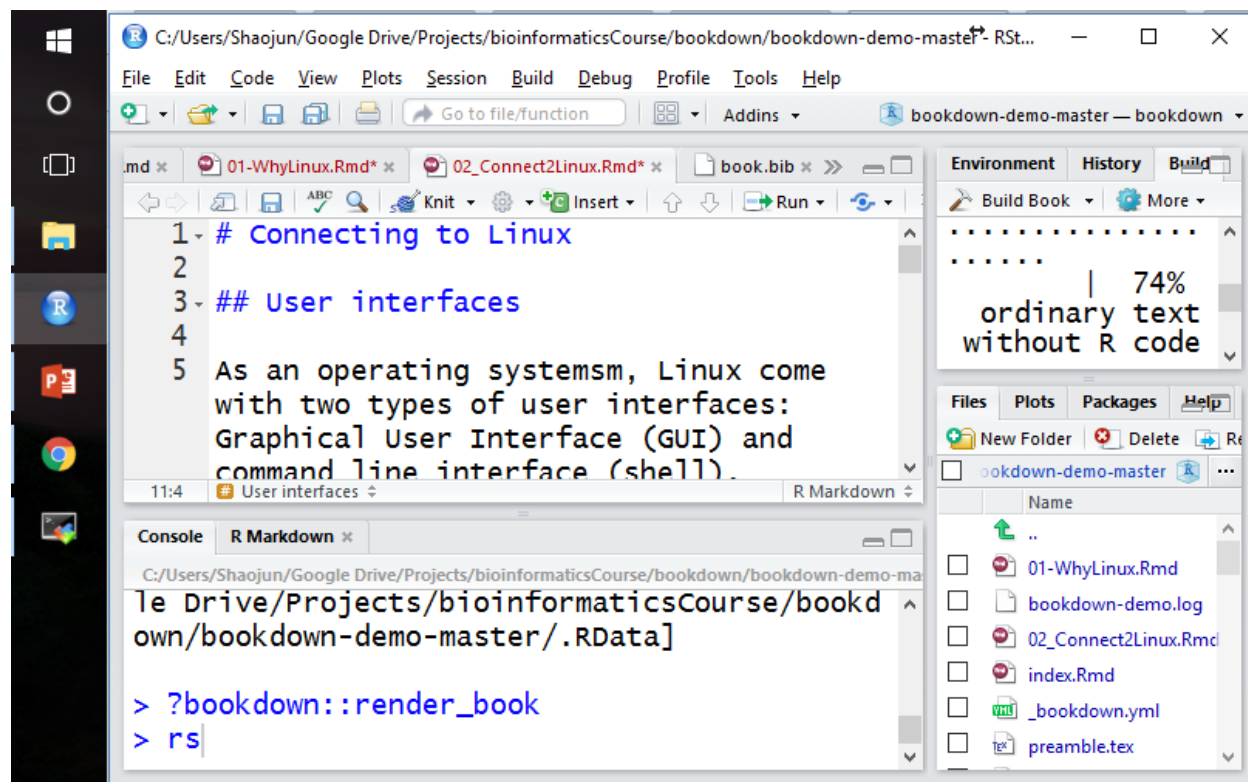 C:/Users/Shaojun/Google Drive/Projects/bioinformaticsCourse/bookdown/bookdown-demo-master - RSt...
File Edit Code View Plots Session Build Debug Profile Tools Help
Go to file/function Addins bookdown-demo-master — bookdown
.md 01-WhyLinux.Rmd* 02_Connect2Linux.Rmd* book.bib
ABC Knit Insert Run
1 # Connecting to Linux
2
3 ## User interfaces
4
5 As an operating systemsm, Linux come
with two types of user interfaces:
Graphical User Interface (GUI) and
command line interface (shell).
11:4 # User interfaces R Markdown
Console R Markdown
C:/Users/Shaojun/Google Drive/Projects/bioinformaticsCourse/bookdown/bookdown-demo-ma
le Drive/Projects/bioinformaticsCourse/bookd
own/bookdown-demo-master/.RData]
> ?bookdown::render_book
> rs
Environment History Build
Build Book More
................
......
| 74%
ordinary text
without R code
Files Plots Packages Help
New Folder Delete Re
ookdown-demo-master ...
Name
..
01-WhyLinux.Rmd
bookdown-demo.log
02_Connect2Linux.Rmd
index.Rmd
_bookdown.yml
preamble.tex